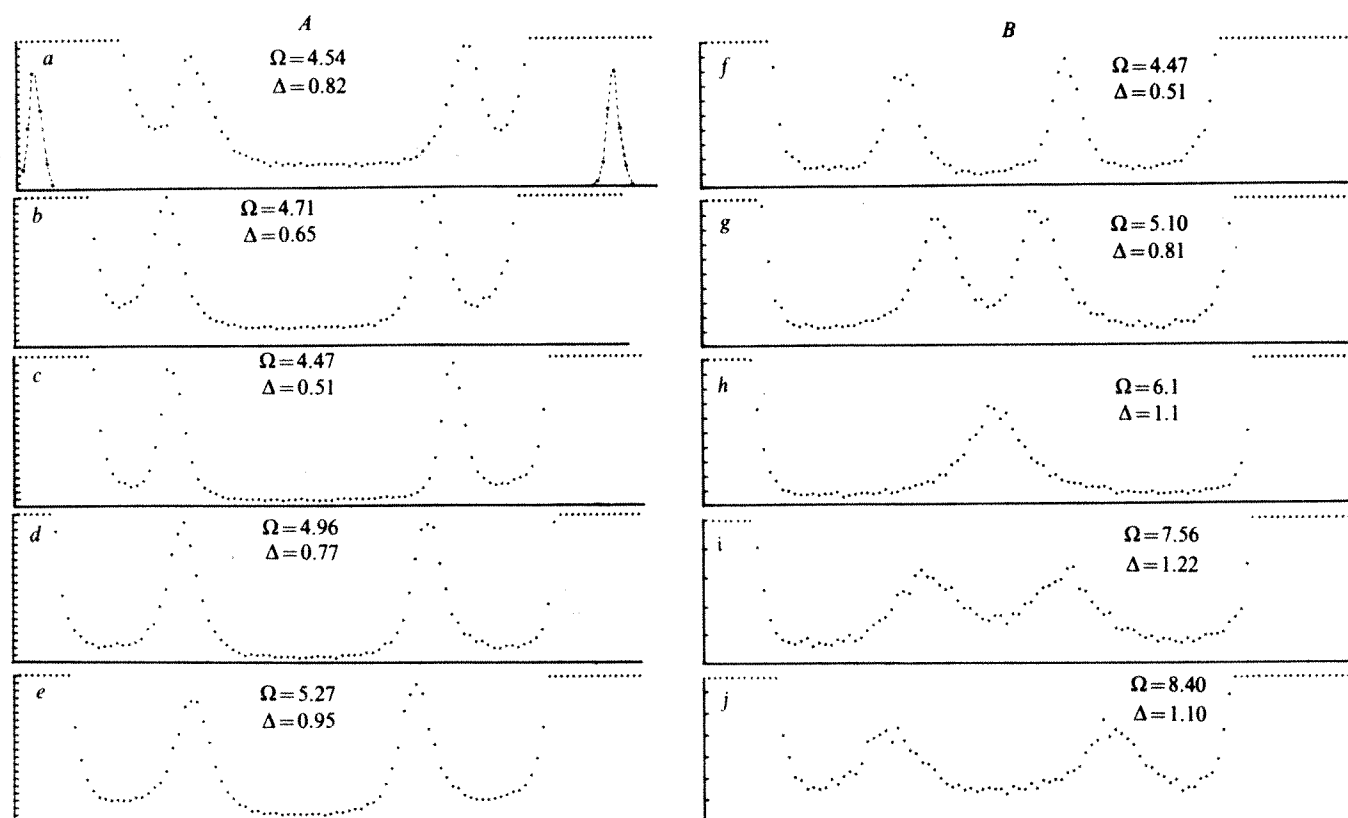 A
a
Ω=4.54
Δ=0.82
b
Ω=4.71
Δ=0.65
c
Ω=4.47
Δ=0.51
d
Ω=4.96
Δ=0.77
e
Ω=5.27
Δ=0.95
B
f
Ω=4.47
Δ=0.51
g
Ω=5.10
Δ=0.81
h
Ω=6.1
Δ=1.1
i
Ω=7.56
Δ=1.22
j
Ω=8.40
Δ=1.10